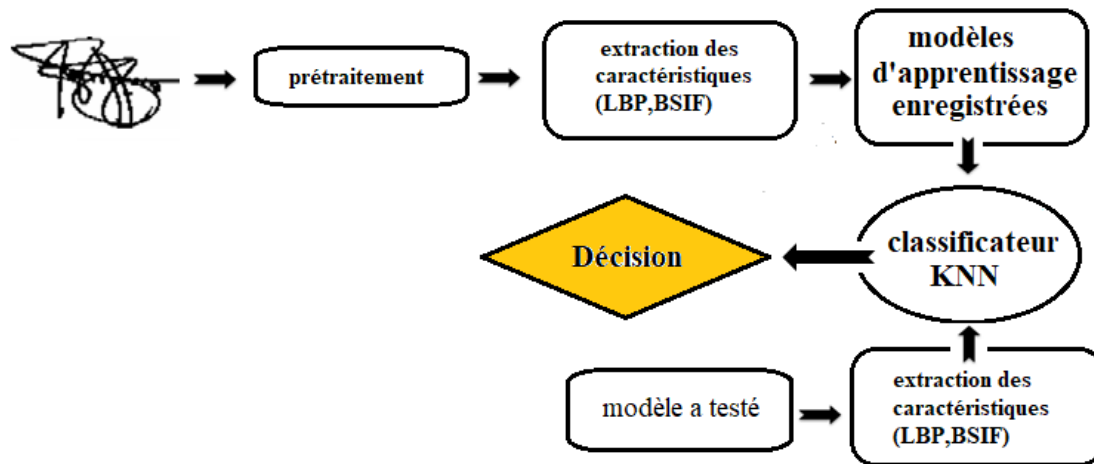 prétraitement
extraction des
caractéristiques
(LBP,BSIF)
modèles
d'apprentissage
enregistrées
Décision
classificateur
KNN
modèle a testé
extraction des
caractéristiques
(LBP,BSIF)